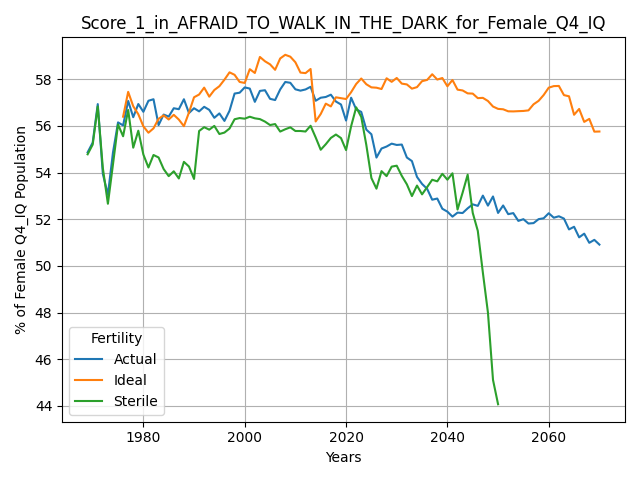 Score_1_in_AFRAID_TO_WALK_IN_THE_DARK_for_Female_Q4_IQ
% of Female Q4_IQ Population
58
56
54
52
50
48
46
44
Fertility
Actual
Ideal
Sterile
1980 2000 2020 2040 2060
Years